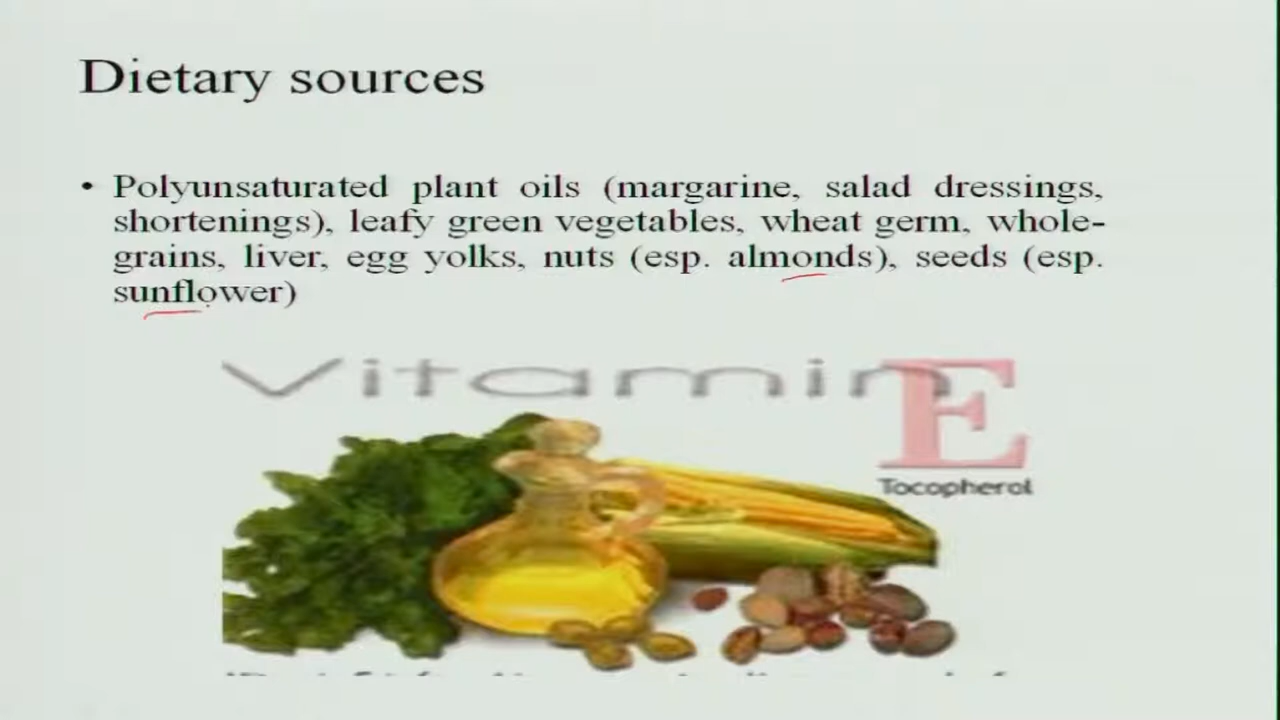 Dietary sources
• Polyunsaturated plant oils (margarine, salad dressings,
shortenings), leafy green vegetables, wheat germ, whole-
grains, liver, egg yolks, nuts (esp. almonds), seeds (esp.
sunflower)
Vitamin E
Tocopherol